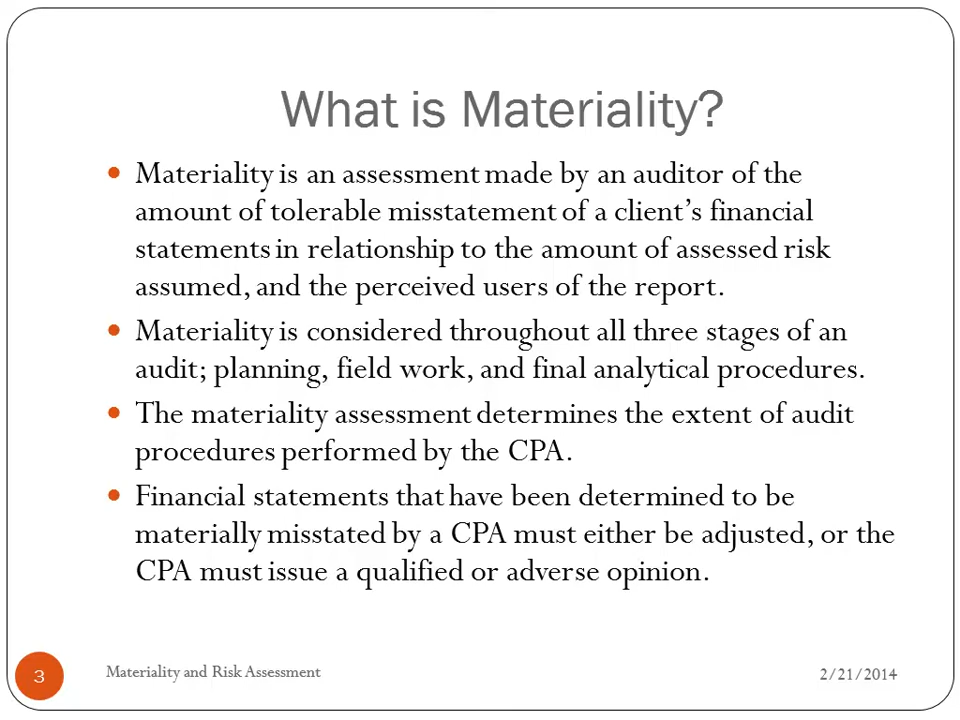 What is Materiality?
Materiality is an assessment made by an auditor of the
amount of tolerable misstatement of a client’s financial
statements in relationship to the amount of assessed risk
assumed, and the perceived users of the report.
Materiality is considered throughout all three stages of an
audit; planning, field work, and final analytical procedures.
The materiality assessment determines the extent of audit
procedures performed by the CPA.
Financial statements that have been determined to be
materially misstated by a CPA must either be adjusted, or the
CPA must issue a qualified or adverse opinion.
3
Materiality and Risk Assessment
2/21/2014